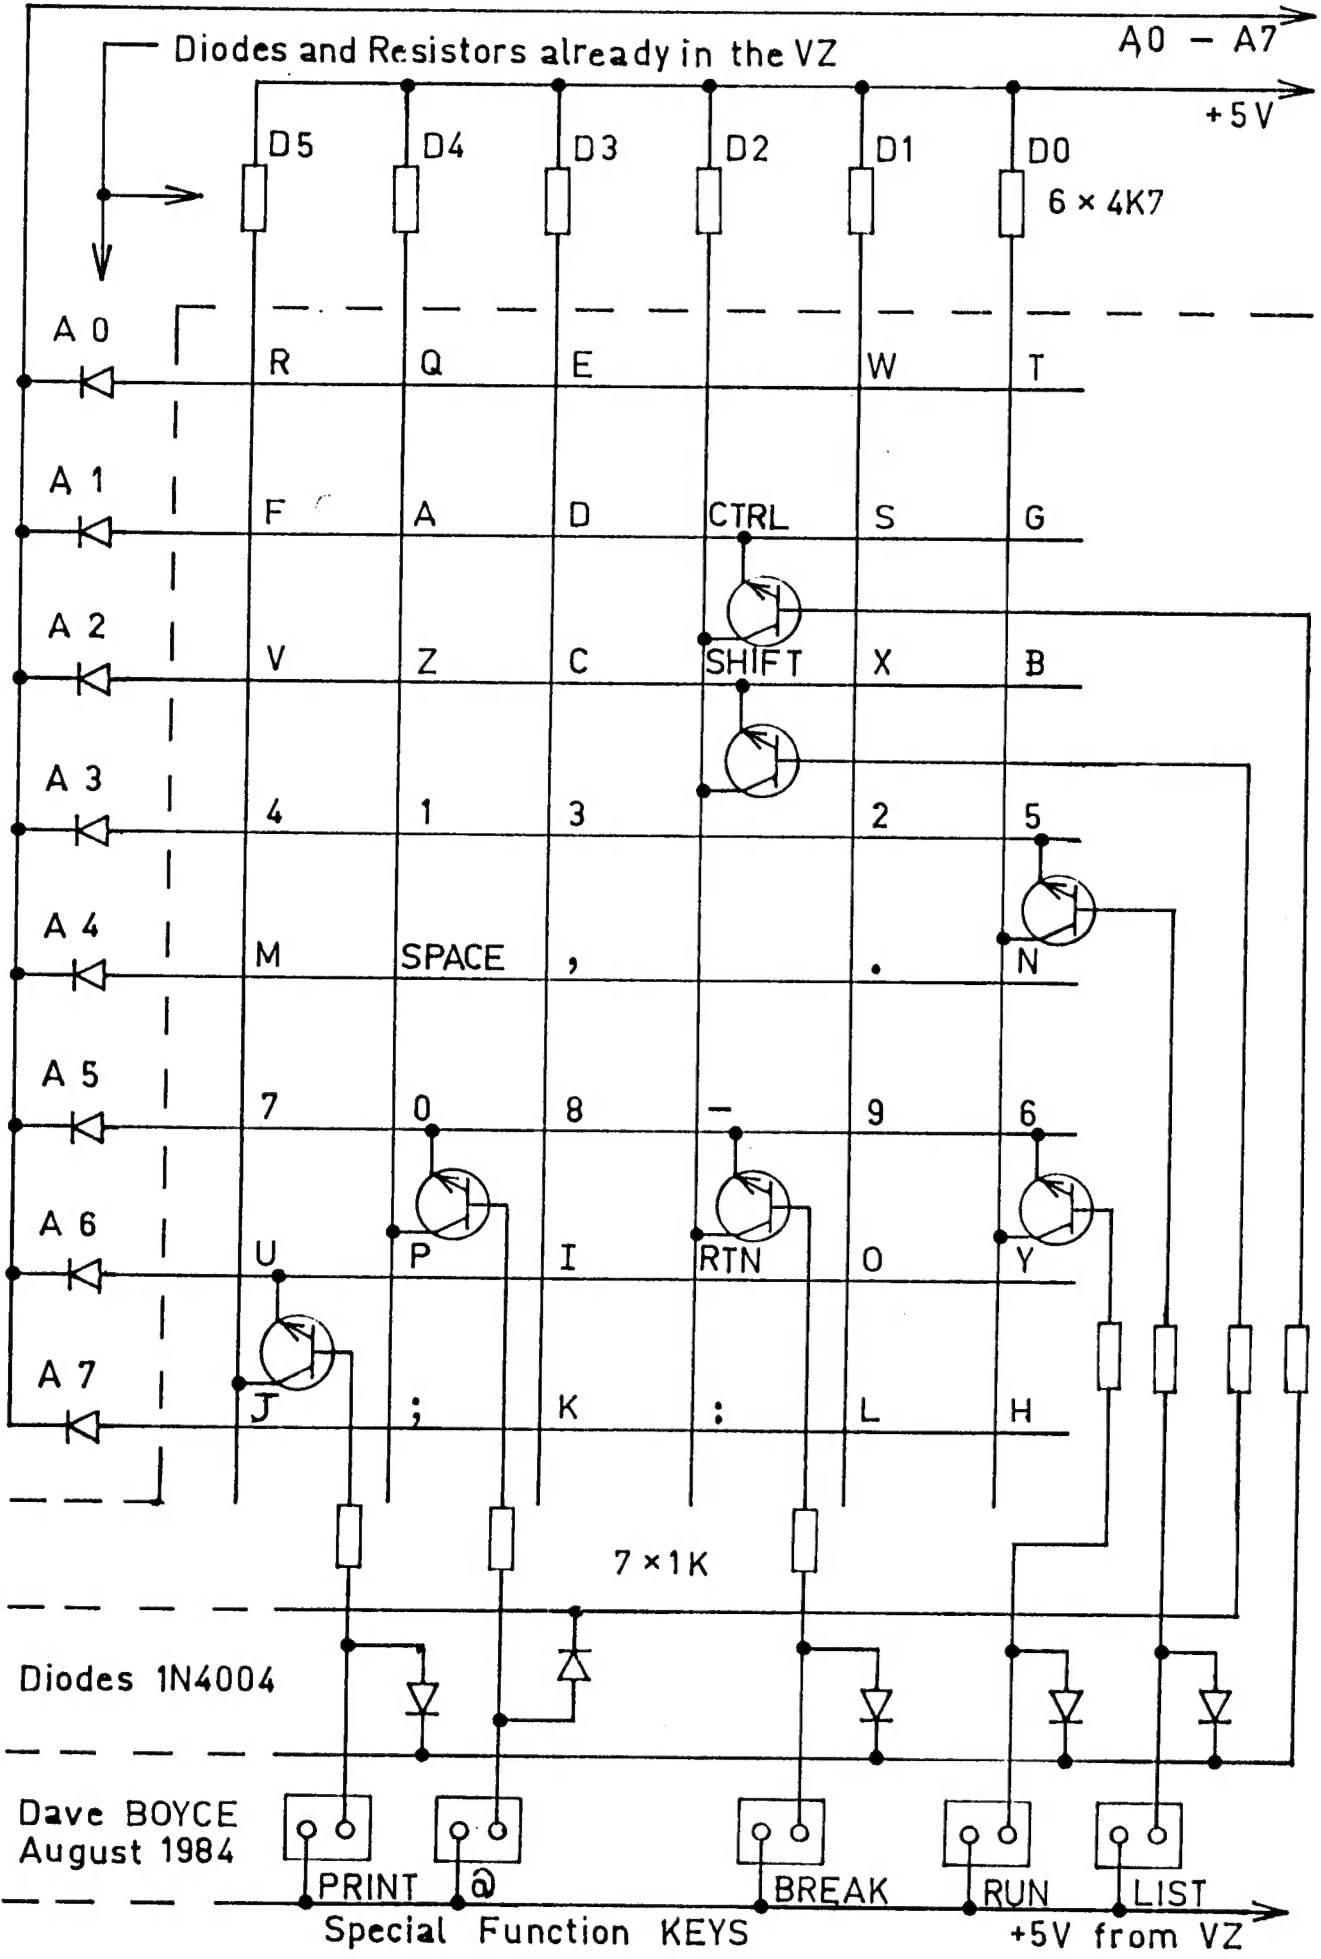 A0 – A7
Diodes and Resistors already in the VZ
+5V
D5 D4 D3 D2 D1 D0
6 × 4K7
A 0
R Q E W T
A 1
F A D CTRL S G
A 2
V Z C SHIFT X B
A 3
4 1 3 2 5
A 4
M SPACE , . N
A 5
7 0 8 – 9 6
A 6
U P I RTN O Y
A 7
J ; K : L H
7 × 1K
Diodes 1N4004
Dave BOYCE
August 1984
PRINT @ BREAK RUN LIST
Special Function KEYS
+5V from VZ